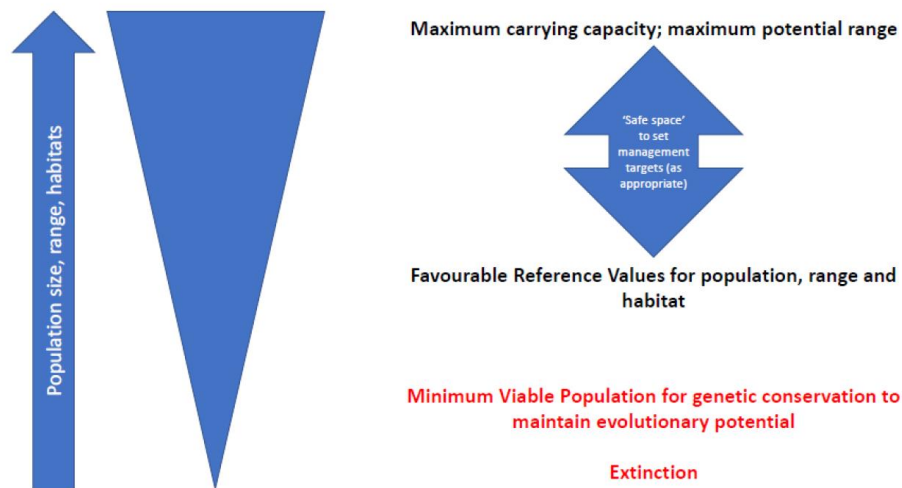 Population size, range, habitats
Maximum carrying capacity; maximum potential range
‘Safe space’
to set
management
targets (as
appropriate)
Favourable Reference Values for population, range and
habitat
Minimum Viable Population for genetic conservation to
maintain evolutionary potential
Extinction